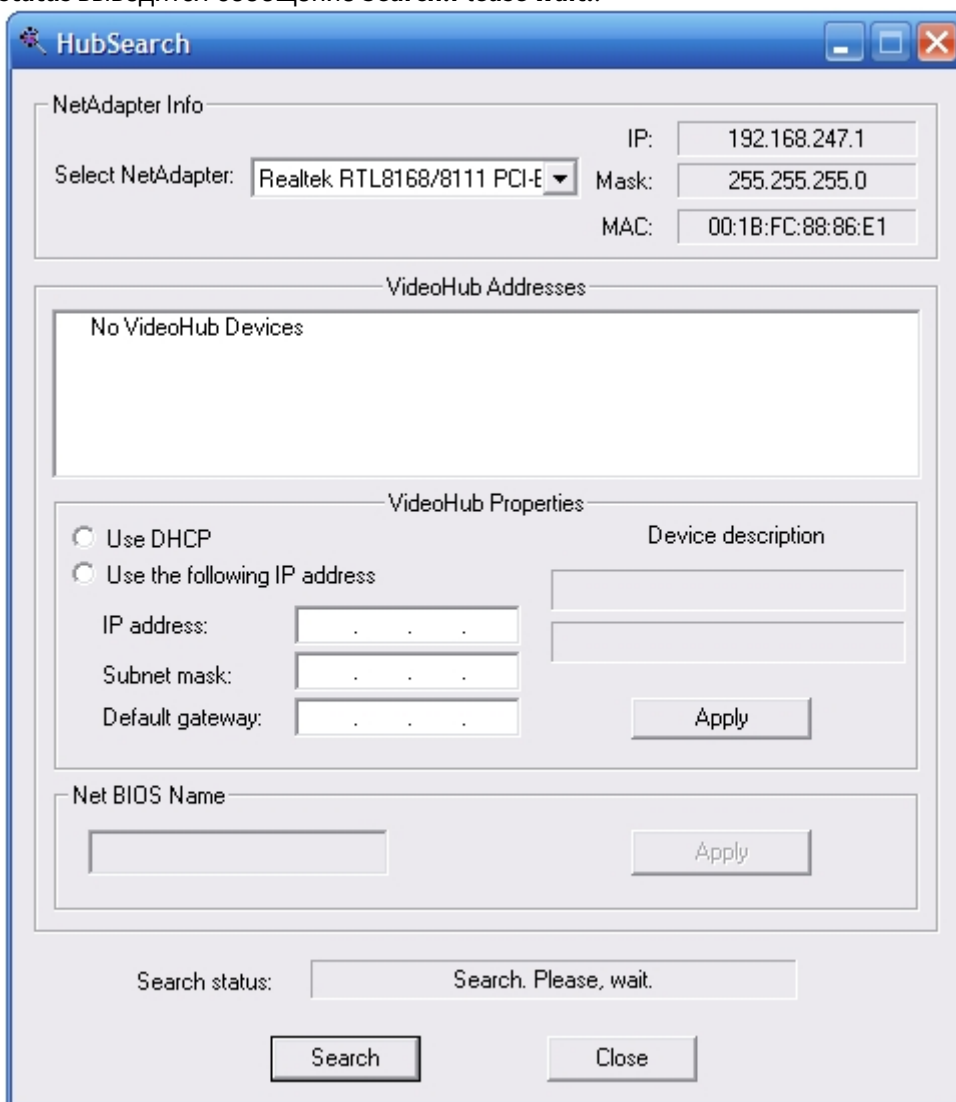 выводится сообщение
HubSearch
NetAdapter Info
IP: 192.168.247.1
Select NetAdapter: Realtek RTL8168/8111 PCI-E Mask: 255.255.255.0
MAC: 00:1B:FC:88:86:E1
VideoHub Addresses
No VideoHub Devices
VideoHub Properties
Use DHCP
Device description
Use the following IP address
IP address: . . .
Subnet mask: . . .
Default gateway: . . .
Apply
Net BIOS Name
Apply
Search status: Search. Please, wait.
Search
Close